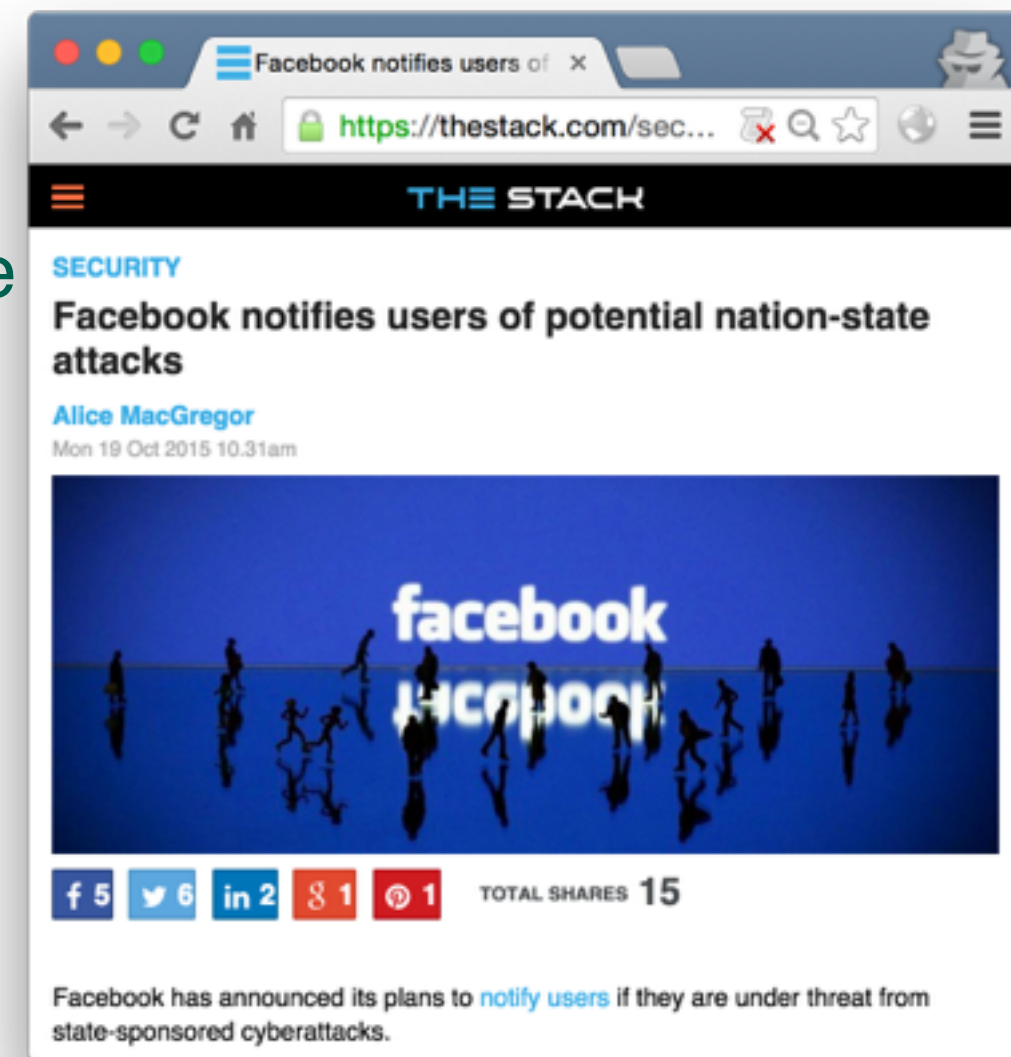 Facebook notifies users of
https://thestack.com/sec...
THE STACK
e
SECURITY
Facebook notifies users of potential nation-state
attacks
Alice MacGregor
Mon 19 Oct 2015 10.31am
facebook
facebook
f 5 6 in 2 8 1 1 TOTAL SHARES 15
Facebook has announced its plans to notify users if they are under threat from
state-sponsored cyberattacks.